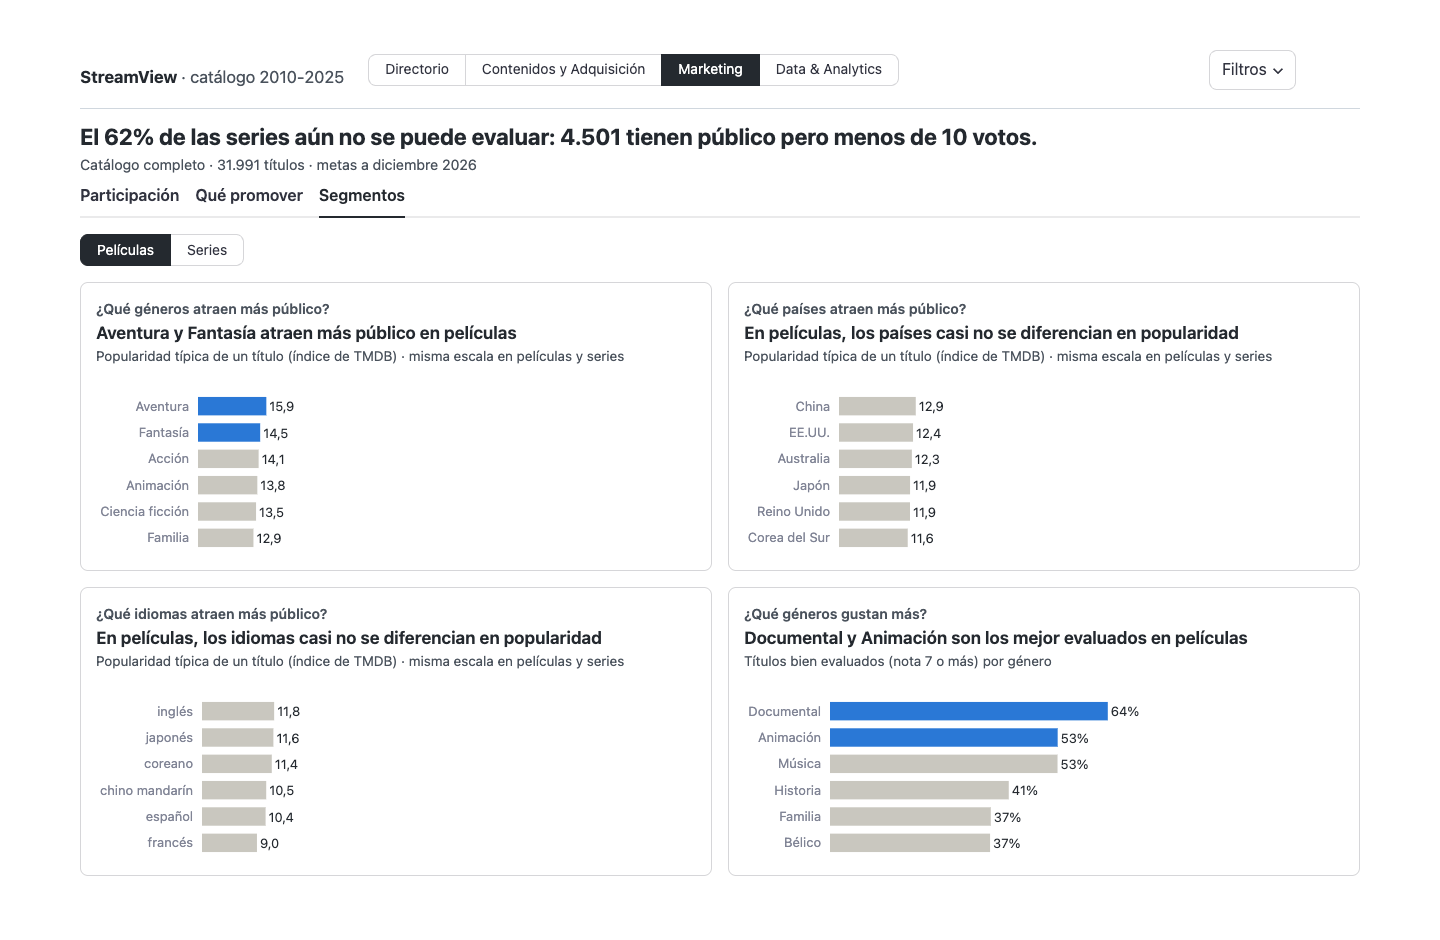 StreamView · catálogo 2010-2025
Directorio
Contenidos y Adquisición
Marketing
Data & Analytics
Filtros
El 62% de las series aún no se puede evaluar: 4.501 tienen público pero menos de 10 votos.
Catálogo completo · 31.991 títulos · metas a diciembre 2026
Participación
Qué promover
Segmentos
Películas
Series
¿Qué géneros atraen más público?
Aventura y Fantasía atraen más público en películas
Popularidad típica de un título (índice de TMDB) · misma escala en películas y series
Aventura 15,9
Fantasía 14,5
Acción 14,1
Animación 13,8
Ciencia ficción 13,5
Familia 12,9
¿Qué países atraen más público?
En películas, los países casi no se diferencian en popularidad
Popularidad típica de un título (índice de TMDB) · misma escala en películas y series
China 12,9
EE.UU. 12,4
Australia 12,3
Japón 11,9
Reino Unido 11,9
Corea del Sur 11,6
¿Qué idiomas atraen más público?
En películas, los idiomas casi no se diferencian en popularidad
Popularidad típica de un título (índice de TMDB) · misma escala en películas y series
inglés 11,8
japonés 11,6
coreano 11,4
chino mandarín 10,5
español 10,4
francés 9,0
¿Qué géneros gustan más?
Documental y Animación son los mejor evaluados en películas
Títulos bien evaluados (nota 7 o más) por género
Documental 64%
Animación 53%
Música 53%
Historia 41%
Familia 37%
Bélico 37%